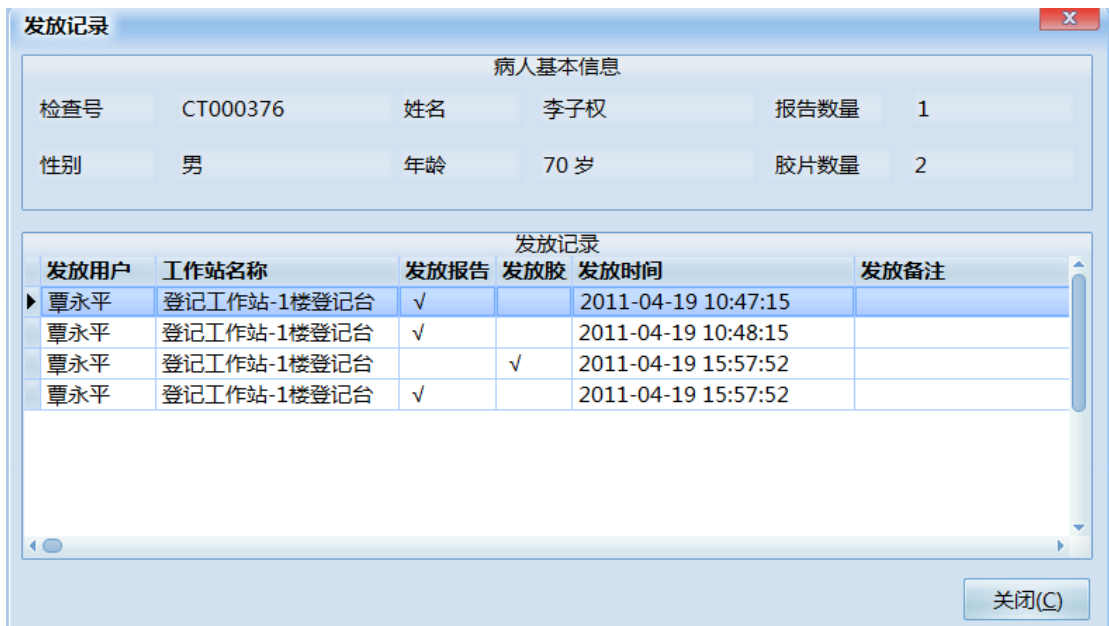 发放记录
病人基本信息
检查号 CT000376 姓名 李子权 报告数量 1
性别 男 年龄 70 岁 胶片数量 2
发放记录
发放用户 工作站名称 发放报告 发放胶 发放时间 发放备注
覃永平 登记工作站-1楼登记台 √ 2011-04-19 10:47:15
覃永平 登记工作站-1楼登记台 √ 2011-04-19 10:48:15
覃永平 登记工作站-1楼登记台 √ 2011-04-19 15:57:52
覃永平 登记工作站-1楼登记台 √ 2011-04-19 15:57:52
关闭(C)